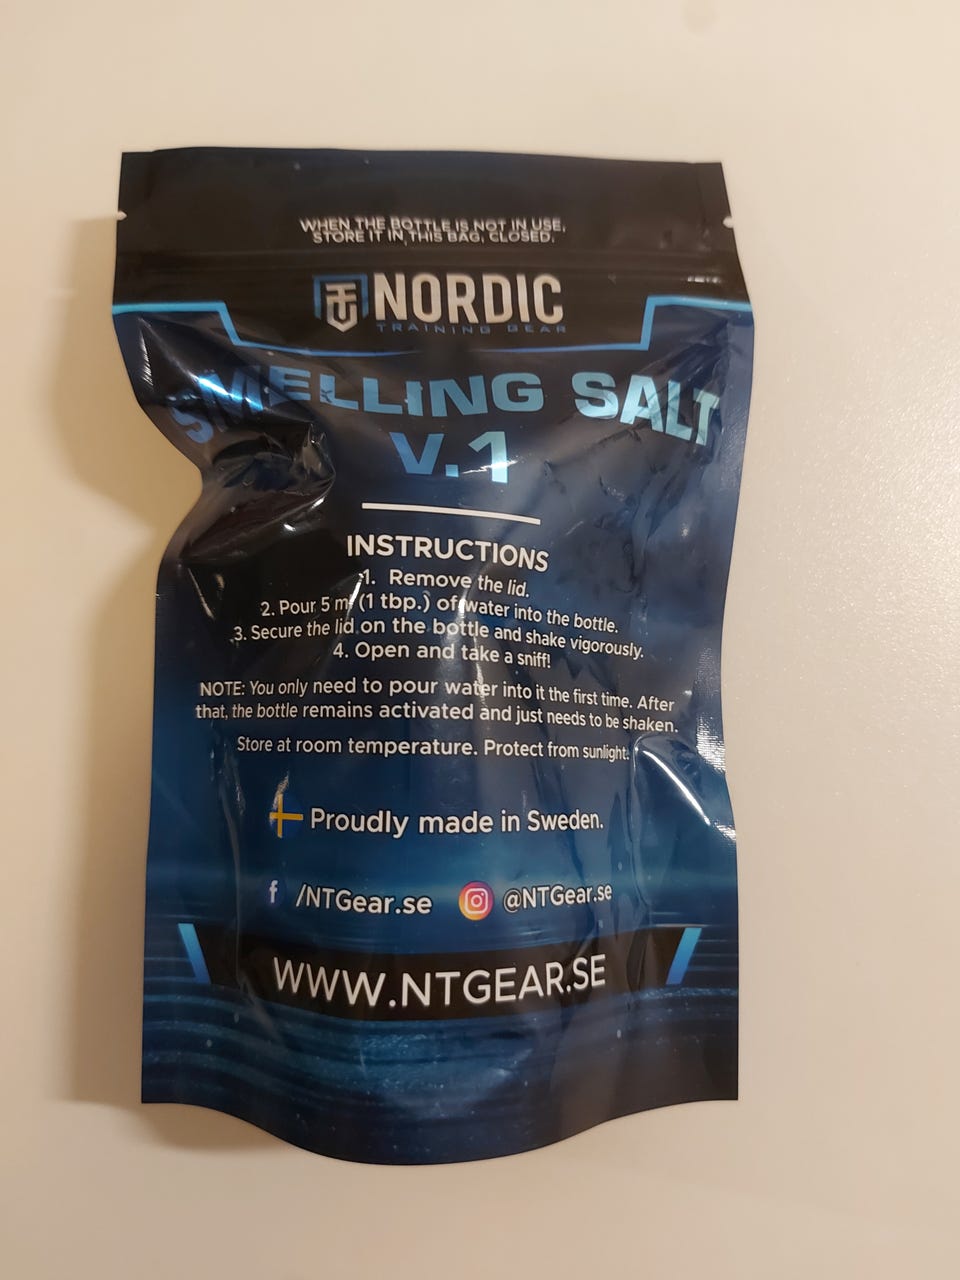 WHEN THE BOTTLE IS NOT IN USE,
STORE IT IN THIS BAG, CLOSED.
NORDIC
TRAINING GEAR
SMELLING SALT
V.1
INSTRUCTIONS
1. Remove the lid.
2. Pour 5 ml (1 tbp.) of water into the bottle.
3. Secure the lid on the bottle and shake vigorously.
4. Open and take a sniff!
NOTE: You only need to pour water into it the first time. After
that, the bottle remains activated and just needs to be shaken.
Store at room temperature. Protect from sunlight.
Proudly made in Sweden.
f /NTGear.se @NTGear.se
WWW.NTGEAR.SE